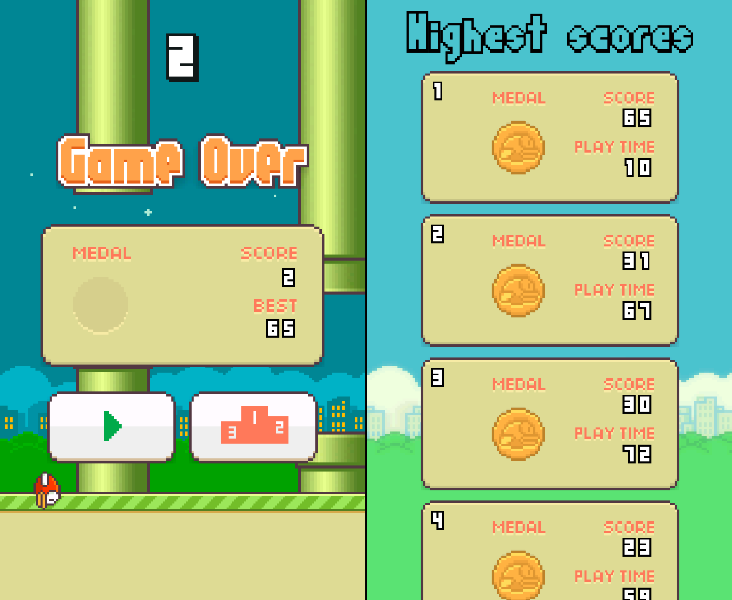 2
Game Over
MEDAL SCORE
2
BEST
65
1
3 2
Highest scores
1 MEDAL SCORE
65
PLAY TIME
10
2 MEDAL SCORE
31
PLAY TIME
67
3 MEDAL SCORE
30
PLAY TIME
72
4 MEDAL SCORE
23
PLAY TIME
59